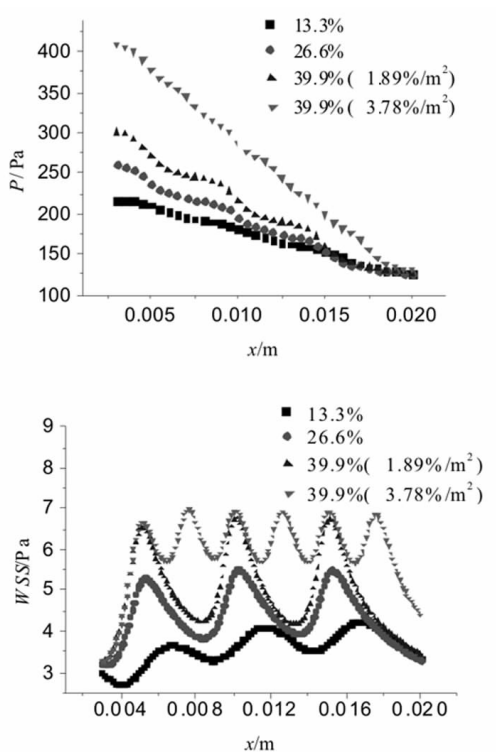 13.3%
26.6%
39.9%( 1.89%/m²)
39.9%( 3.78%/m²)
400
350
300
250
200
150
100
P/Pa
0.005 0.010 0.015 0.020
x/m
13.3%
26.6%
39.9%( 1.89%/m²)
39.9%( 3.78%/m²)
9
8
7
6
5
4
3
WSS/Pa
0.004 0.008 0.012 0.016 0.020
x/m